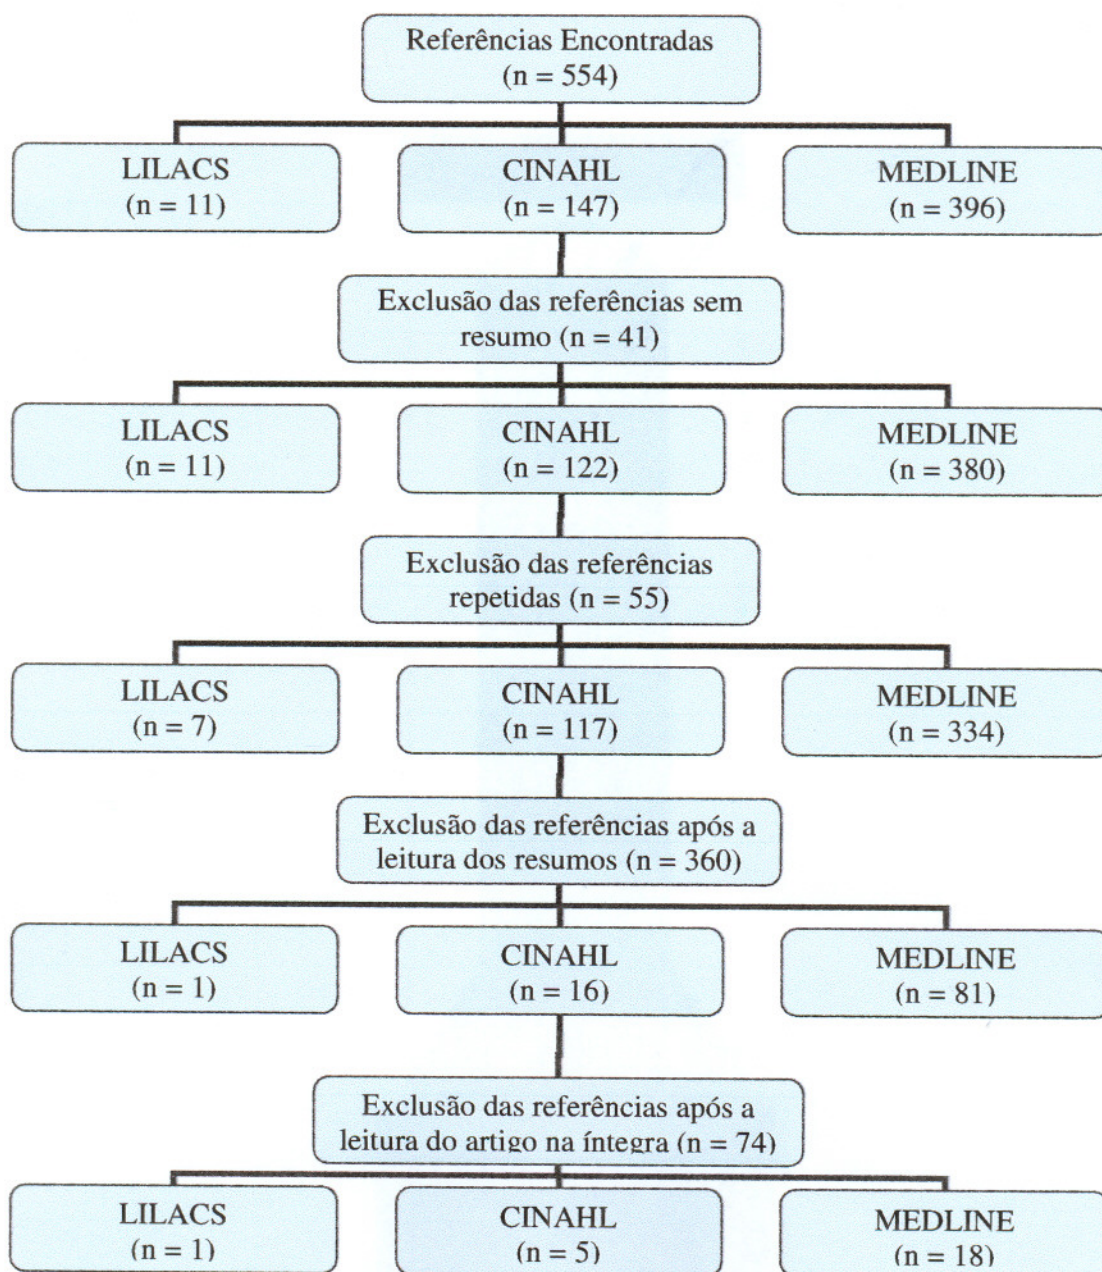 Referências Encontradas
(n = 554)
LILACS
(n = 11)
CINAHL
(n = 147)
MEDLINE
(n = 396)
Exclusão das referências sem
resumo (n = 41)
LILACS
(n = 11)
CINAHL
(n = 122)
MEDLINE
(n = 380)
Exclusão das referências
repetidas (n = 55)
LILACS
(n = 7)
CINAHL
(n = 117)
MEDLINE
(n = 334)
Exclusão das referências após a
leitura dos resumos (n = 360)
LILACS
(n = 1)
CINAHL
(n = 16)
MEDLINE
(n = 81)
Exclusão das referências após a
leitura do artigo na íntegra (n = 74)
LILACS
(n = 1)
CINAHL
(n = 5)
MEDLINE
(n = 18)